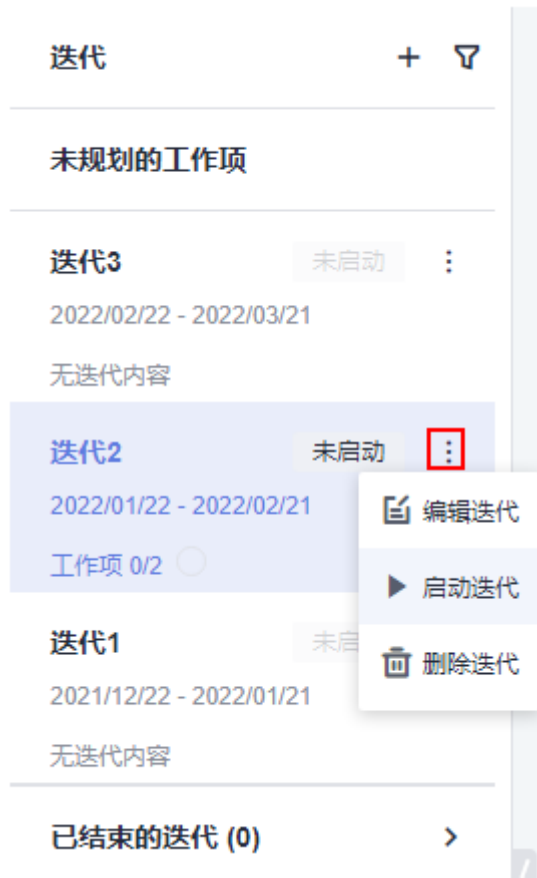 迭代
未规划的工作项
迭代3 未启动
2022/02/22 - 2022/03/21
无迭代内容
迭代2 未启动
2022/01/22 - 2022/02/21
编辑迭代
工作项 0/2
启动迭代
迭代1 未启
删除迭代
2021/12/22 - 2022/01/21
无迭代内容
已结束的迭代 (0)